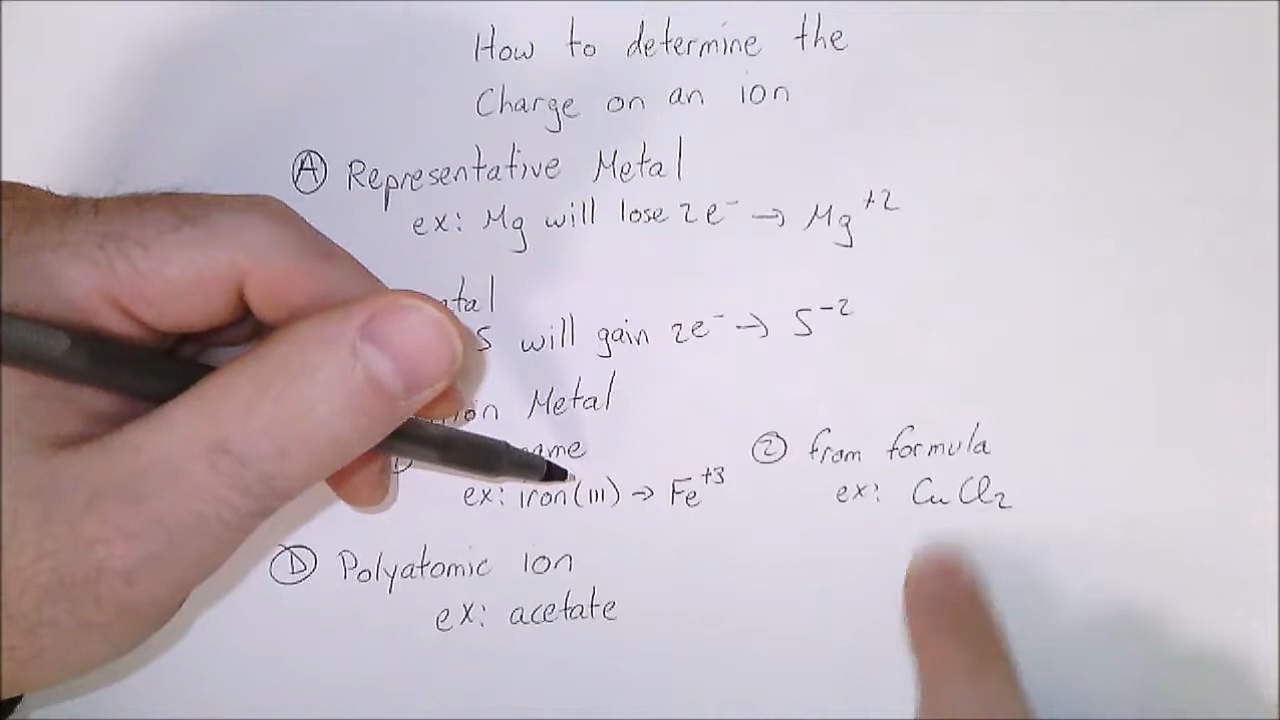 How to determine the
Charge on an ion
Ⓐ Representative Metal
ex: Mg will lose 2e⁻ → Mg⁺²
S will gain 2e⁻ → S⁻²
Metal
② from formula
ex: iron(III) → Fe⁺³
ex: CuCl₂
Ⓓ Polyatomic ion
ex: acetate